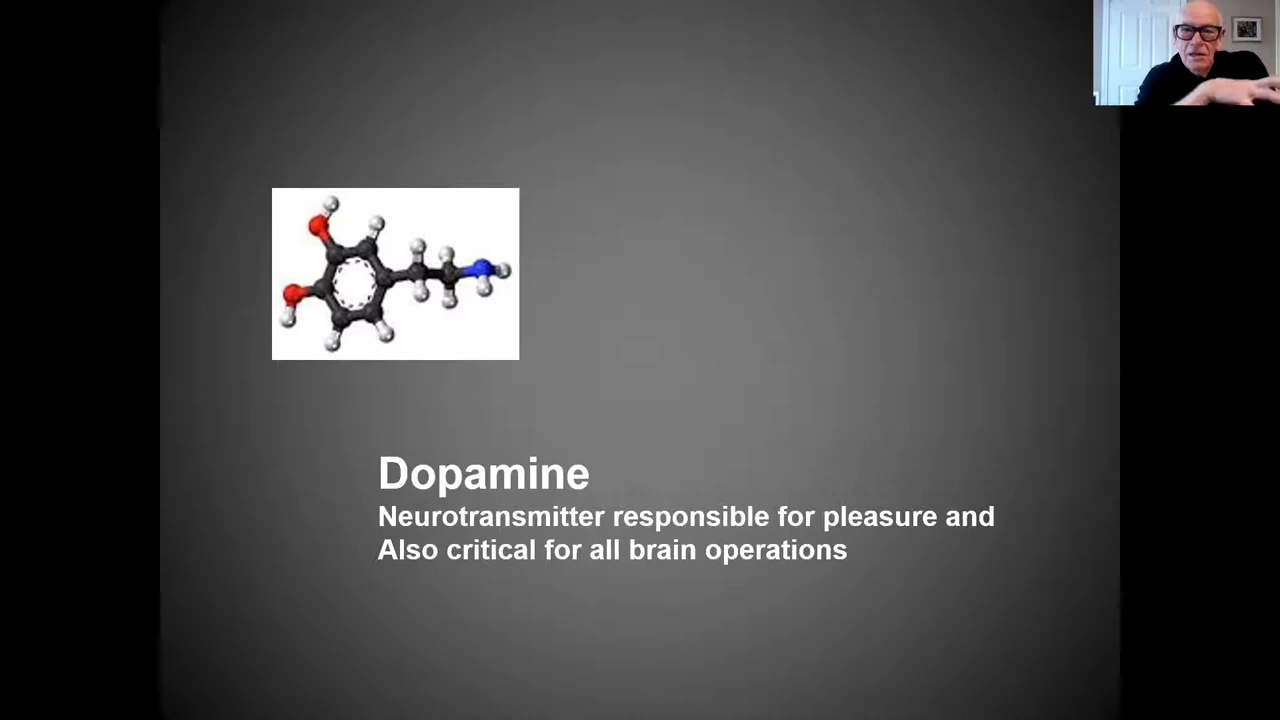 Dopamine
Neurotransmitter responsible for pleasure and
Also critical for all brain operations